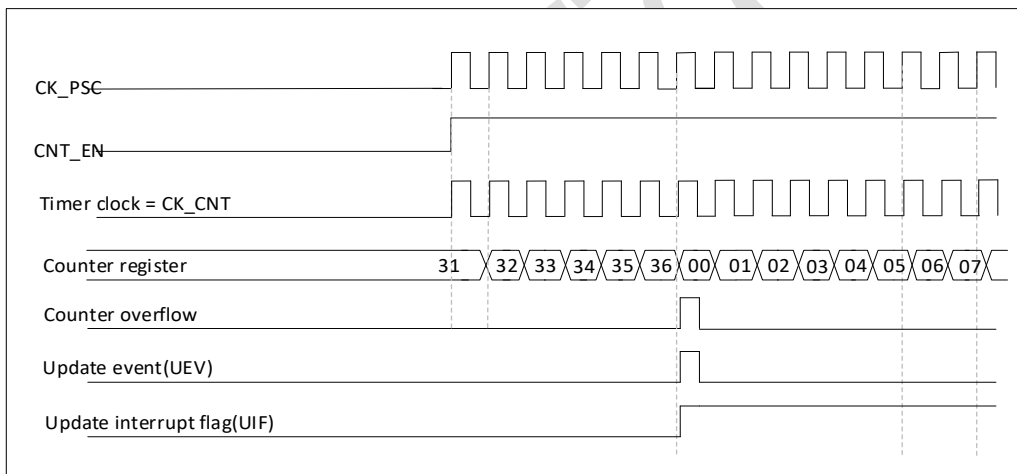 CK_PSC
CNT_EN
Timer clock = CK_CNT
Counter register 31 32 33 34 35 36 00 01 02 03 04 05 06 07
Counter overflow
Update event(UEV)
Update interrupt flag(UIF)